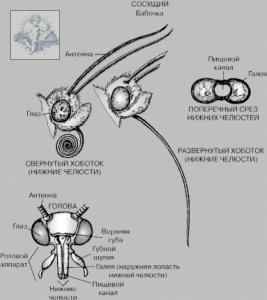 СОСУЩИЙ
Бабочка
Антенна
Пищевой
канал
Галея
Глаз
ПОПЕРЕЧНЫЙ СРЕЗ
НИЖНИХ ЧЕЛЮСТЕЙ
СВЕРНУТЫЙ ХОБОТОК
(НИЖНИЕ ЧЕЛЮСТИ)
РАЗВЕРНУТЫЙ ХОБОТОК
(НИЖНИЕ ЧЕЛЮСТИ)
Антенна
ГОЛОВА
Глаз
Верхняя
губа
Ротовой
аппарат
Губной
щупик
Галея (наружняя лопасть
нижней челюсти)
Нижние
челюсти
Пищевой
канал